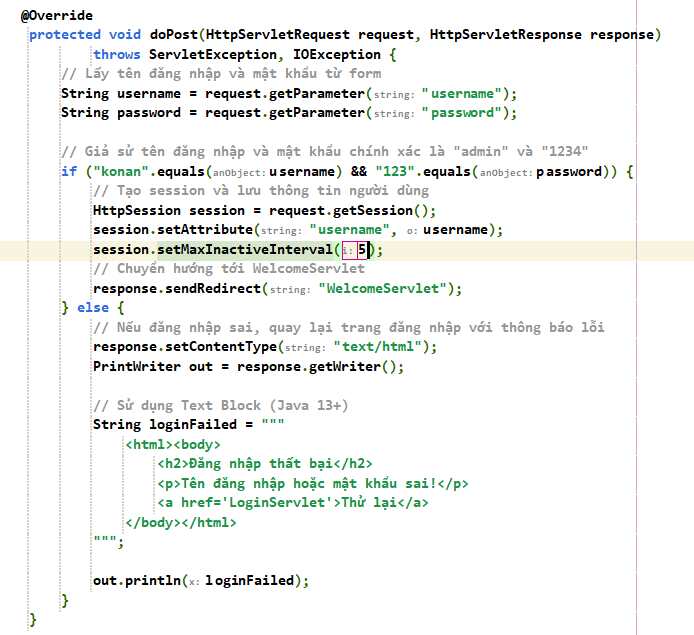 @Override
protected void doPost(HttpServletRequest request, HttpServletResponse response)
throws ServletException, IOException {
// Lấy tên đăng nhập và mật khẩu từ form
String username = request.getParameter(string: "username");
String password = request.getParameter(string: "password");
// Giả sử tên đăng nhập và mật khẩu chính xác là "admin" và "1234"
if ("konan".equals(anObject: username) && "123".equals(anObject: password)) {
// Tạo session và lưu thông tin người dùng
HttpSession session = request.getSession();
session.setAttribute(string: "username", o: username);
session.setMaxInactiveInterval(i: 5);
// Chuyển hướng tới WelcomeServlet
response.sendRedirect(string: "WelcomeServlet");
} else {
// Nếu đăng nhập sai, quay lại trang đăng nhập với thông báo lỗi
response.setContentType(string: "text/html");
PrintWriter out = response.getWriter();
// Sử dụng Text Block (Java 13+)
String loginFailed = """
<html><body>
<h2>Đăng nhập thất bại</h2>
<p>Tên đăng nhập hoặc mật khẩu sai!</p>
<a href='LoginServlet'>Thử lại</a>
</body></html>
""";
out.println(x: loginFailed);
}
}